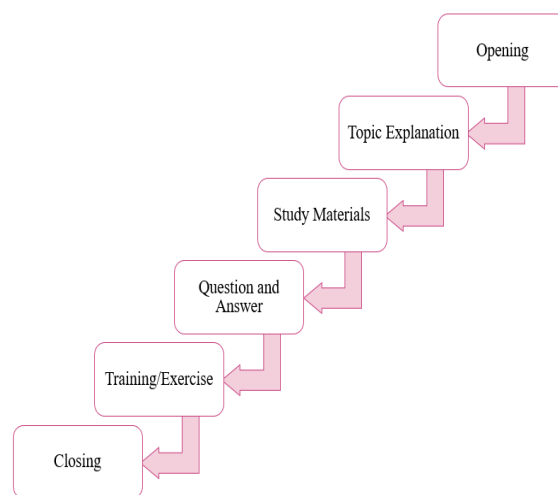 Opening
Topic Explanation
Study Materials
Question and
Answer
Training/Exercise
Closing